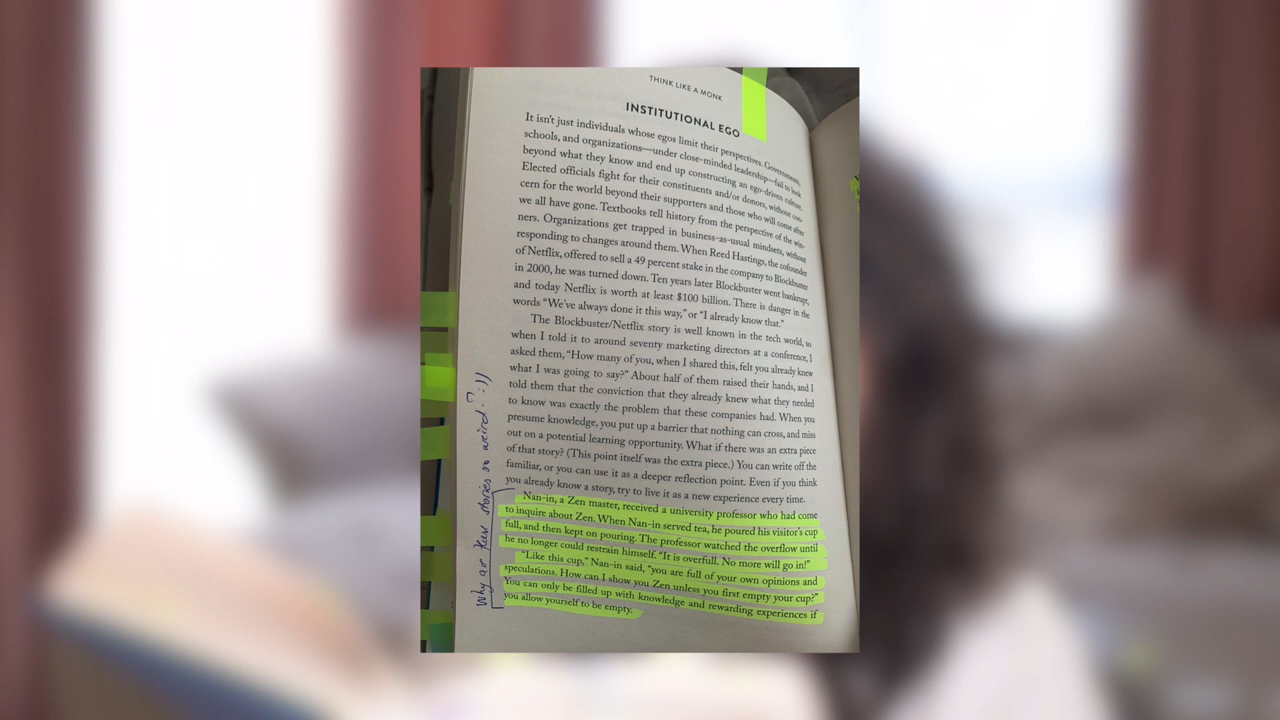 THINK LIKE A MONK
INSTITUTIONAL EGO
It isn't just individuals whose egos limit their perspectives. Governments,
schools, and organizations—under close-minded leadership—fail to look
beyond what they know and end up constructing an ego-driven culture.
Elected officials fight for their constituents and/or donors, without con-
cern for the world beyond their supporters and those who will come after
we all have gone. Textbooks tell history from the perspective of the win-
ners. Organizations get trapped in business-as-usual mindsets, without
responding to changes around them. When Reed Hastings, the cofounder
of Netflix, offered to sell a 49 percent stake in the company to Blockbuster
in 2000, he was turned down. Ten years later Blockbuster went bankrupt,
and today Netflix is worth at least $100 billion. There is danger in the
words “We've always done it this way,” or “I already know that.”
The Blockbuster/Netflix story is well known in the tech world, so
when I told it to around seventy marketing directors at a conference, I
asked them, “How many of you, when I shared this, felt you already knew
what I was going to say?” About half of them raised their hands, and I
told them that the conviction that they already knew what they needed
to know was exactly the problem that these companies had. When you
presume knowledge, you put up a barrier that nothing can cross, and miss
out on a potential learning opportunity. What if there was an extra piece
of that story? (This point itself was the extra piece.) You can write off the
familiar, or you can use it as a deeper reflection point. Even if you think
you already know a story, try to live it as a new experience every time.
Nan-in, a Zen master, received a university professor who had come
to inquire about Zen. When Nan-in served tea, he poured his visitor's cup
full, and then kept on pouring. The professor watched the overflow until
he no longer could restrain himself. “It is overfull. No more will go in!”
“Like this cup,” Nan-in said, “you are full of your own opinions and
speculations. How can I show you Zen unless you first empty your cup?”
You can only be filled up with knowledge and rewarding experiences if
you allow yourself to be empty.
Why are these stories so weird? :))